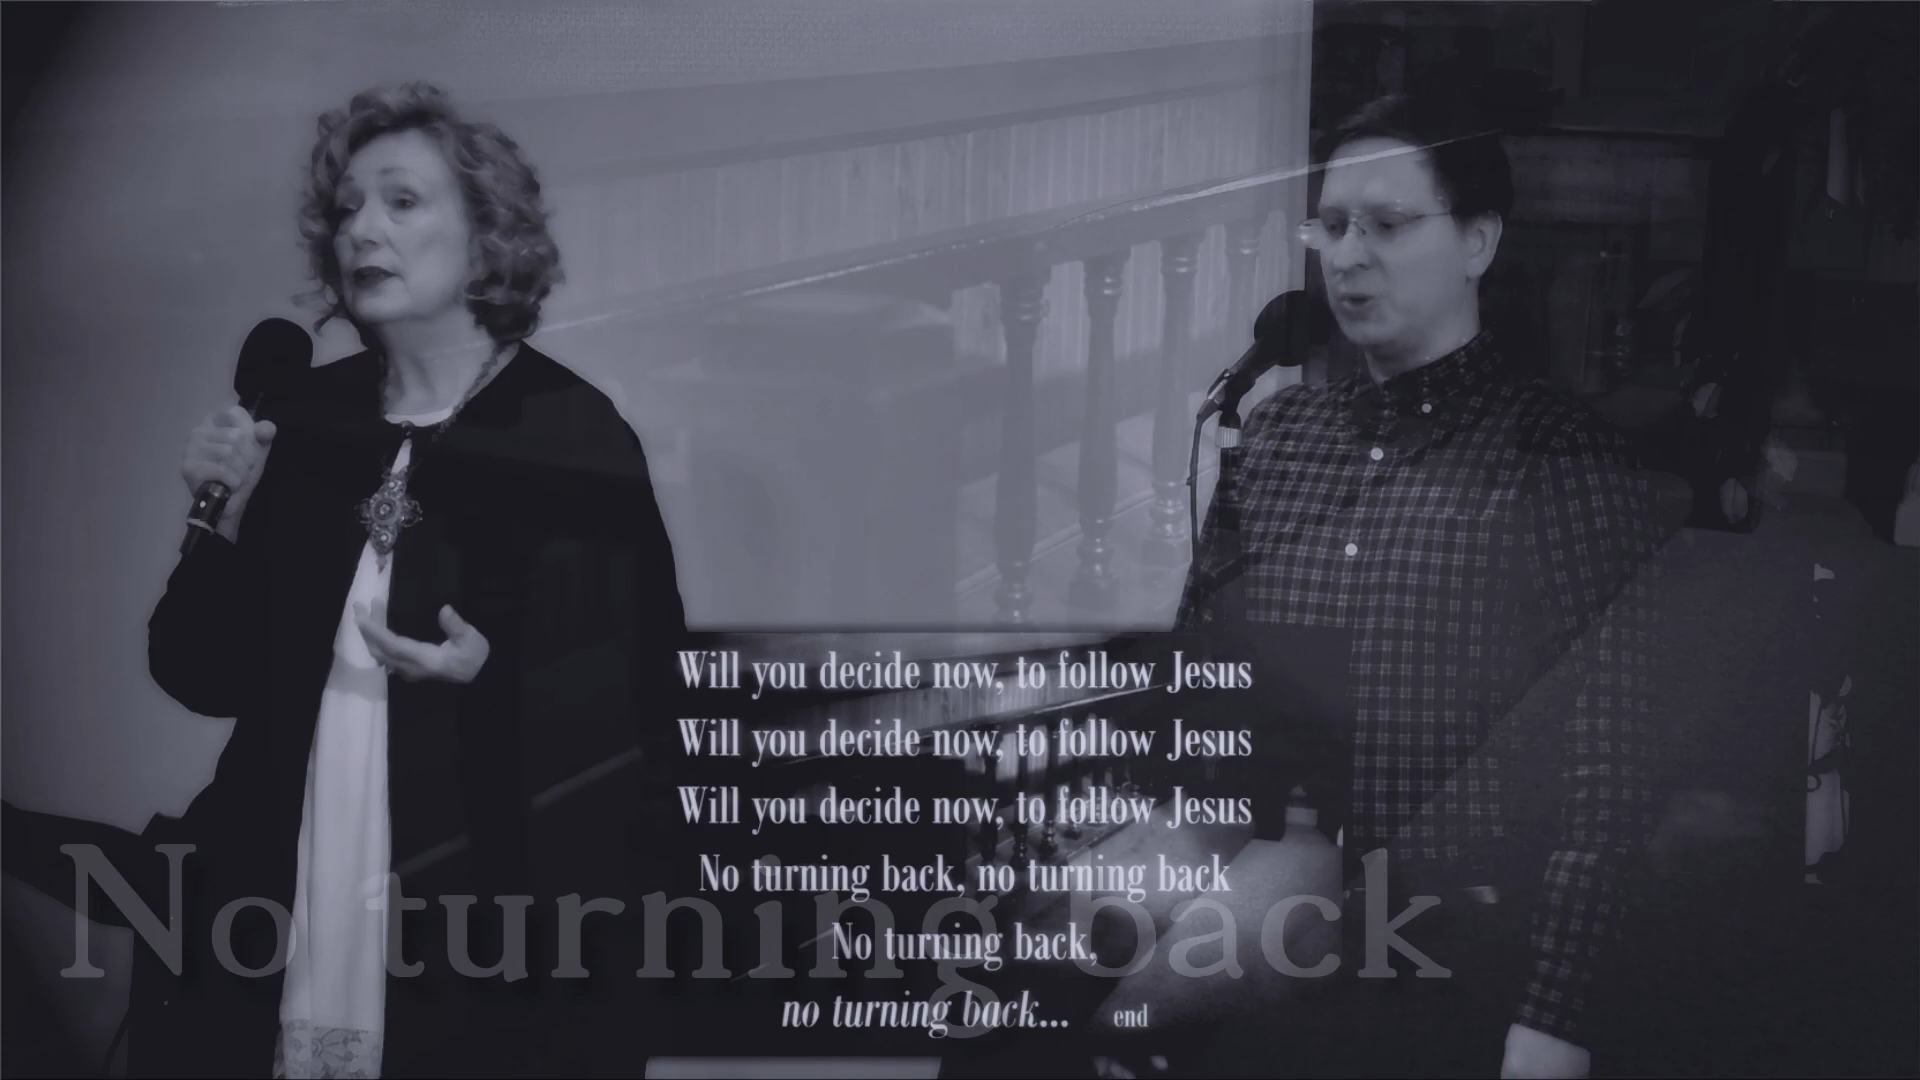 Will you decide now, to follow Jesus
Will you decide now, to follow Jesus
Will you decide now, to follow Jesus
No turning back, no turning back
No turning back,
no turning back... end
No turning back